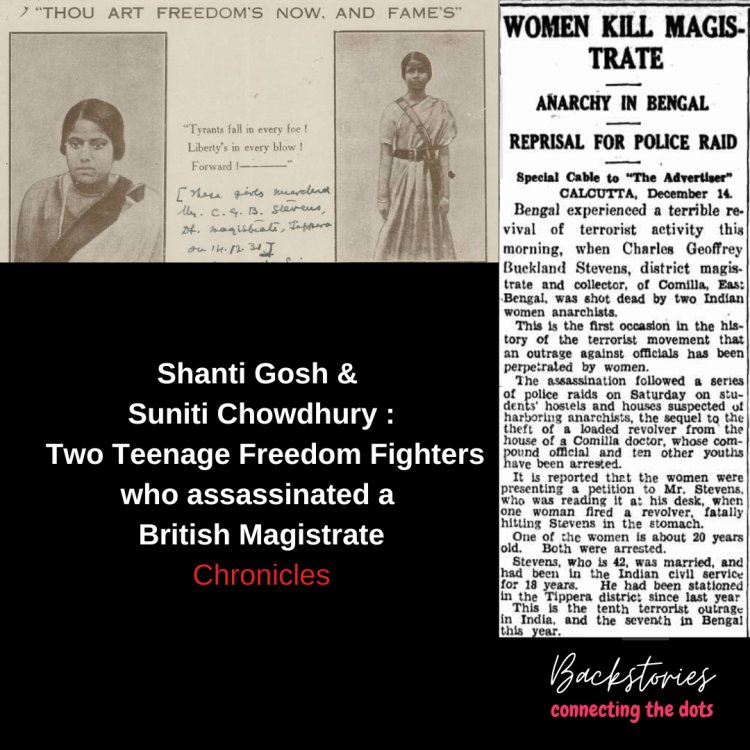 "THOU ART FREEDOM'S NOW, AND FAME'S"
"Tyrants fall in every foe!
Liberty's in every blow!
Forward!———"
[These girls murdered
Mr. C. G. B. Stevens,
Dt. Magistrate, Tippera
on 14.12.31]
WOMEN KILL MAGIS-
TRATE
ANARCHY IN BENGAL
REPRISAL FOR POLICE RAID
Special Cable to "The Advertiser"
CALCUTTA, December 14.
Bengal experienced a terrible re-
vival of terrorist activity this
morning, when Charles Geoffrey
Buckland Stevens, district magis-
trate and collector, of Comilla, East
Bengal, was shot dead by two Indian
women anarchists.
This is the first occasion in the his-
tory of the terrorist movement that
an outrage against officials has been
perpetrated by women.
The assassination followed a series
of police raids on Saturday on stu-
dents' hostels and houses suspected of
harboring anarchists, the sequel to the
theft of a loaded revolver from the
house of a Comilla doctor, whose com-
pound official and ten other youths
have been arrested.
It is reported that the women were
presenting a petition to Mr. Stevens,
who was reading it at his desk, when
one woman fired a revolver, fatally
hitting Stevens in the stomach.
One of the women is about 20 years
old. Both were arrested.
Stevens, who is 42, was married, and
had been in the Indian civil service
for 18 years. He had been stationed
in the Tippera district since last year
This is the tenth terrorist outrage
in India, and the seventh in Bengal
this year.
Shanti Gosh &
Suniti Chowdhury :
Two Teenage Freedom Fighters
who assassinated a
British Magistrate
Chronicles
Backstories
connecting the dots